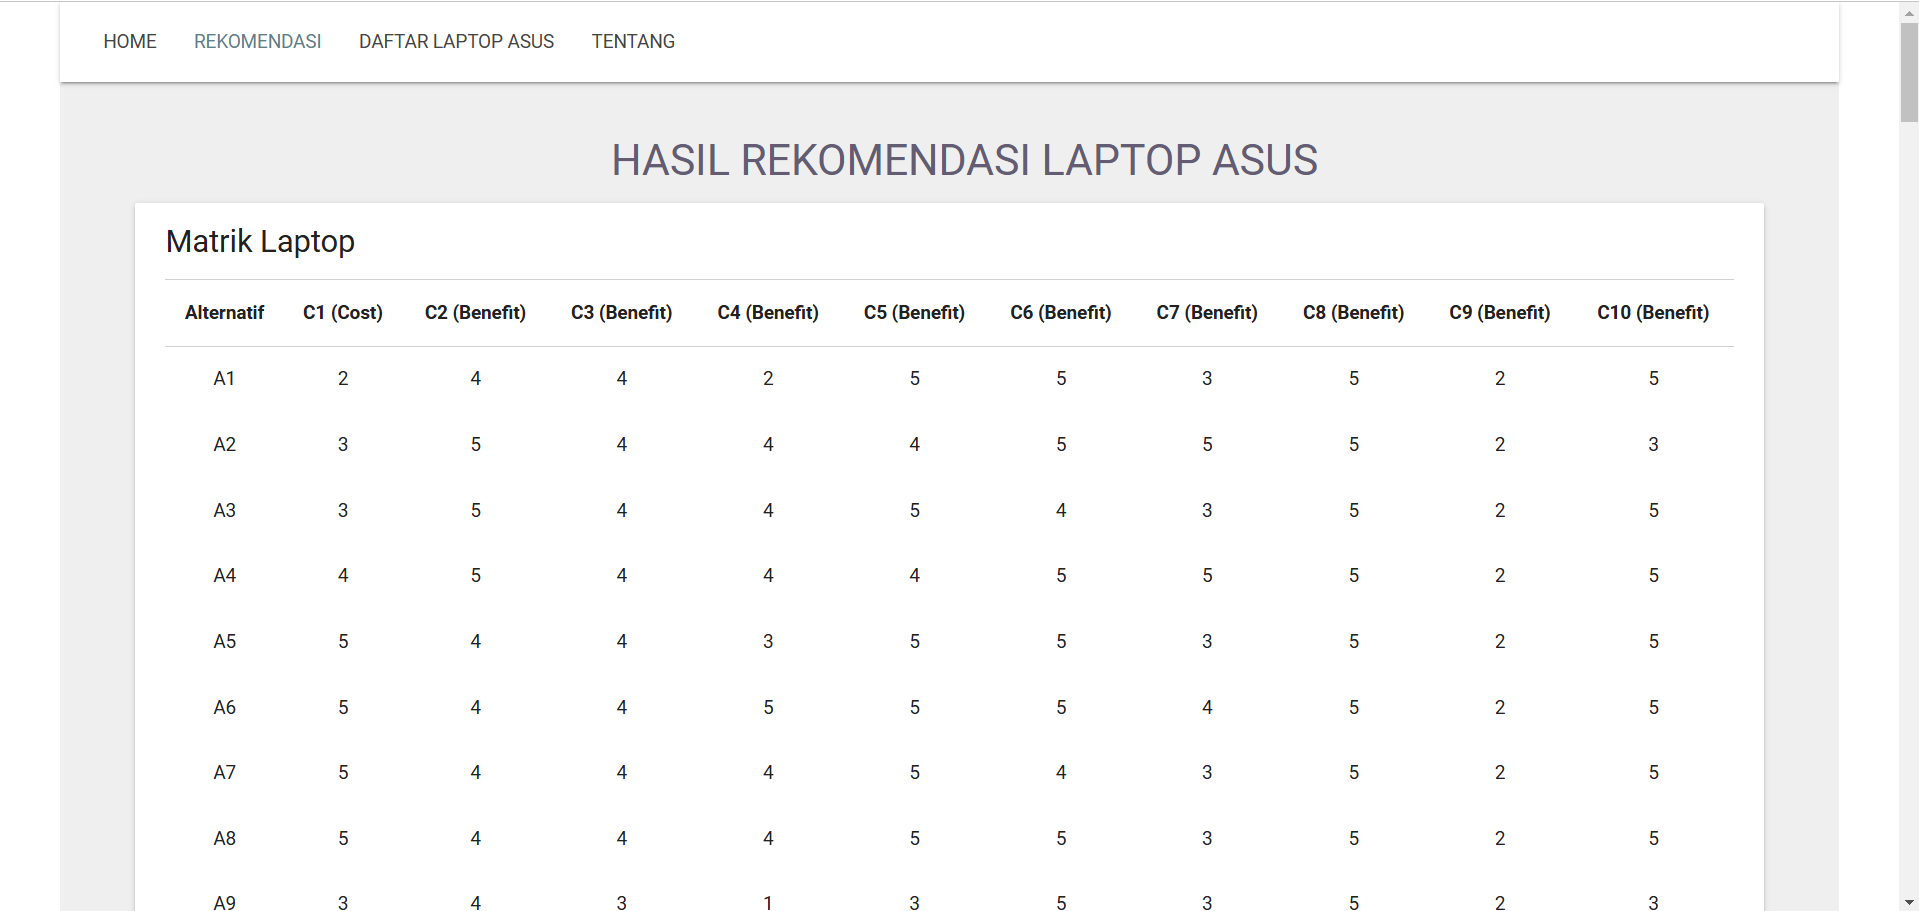 HOME REKOMENDASI DAFTAR LAPTOP ASUS TENTANG
HASIL REKOMENDASI LAPTOP ASUS
Matrik Laptop
Alternatif C1 (Cost) C2 (Benefit) C3 (Benefit) C4 (Benefit) C5 (Benefit) C6 (Benefit) C7 (Benefit) C8 (Benefit) C9 (Benefit) C10 (Benefit)
A1 2 4 4 2 5 5 3 5 2 5
A2 3 5 4 4 4 5 5 5 2 3
A3 3 5 4 4 5 4 3 5 2 5
A4 4 5 4 4 4 5 5 5 2 5
A5 5 4 4 3 5 5 3 5 2 5
A6 5 4 4 5 5 5 4 5 2 5
A7 5 4 4 4 5 4 3 5 2 5
A8 5 4 4 4 5 5 3 5 2 5
A9 3 4 3 1 3 5 3 5 2 3